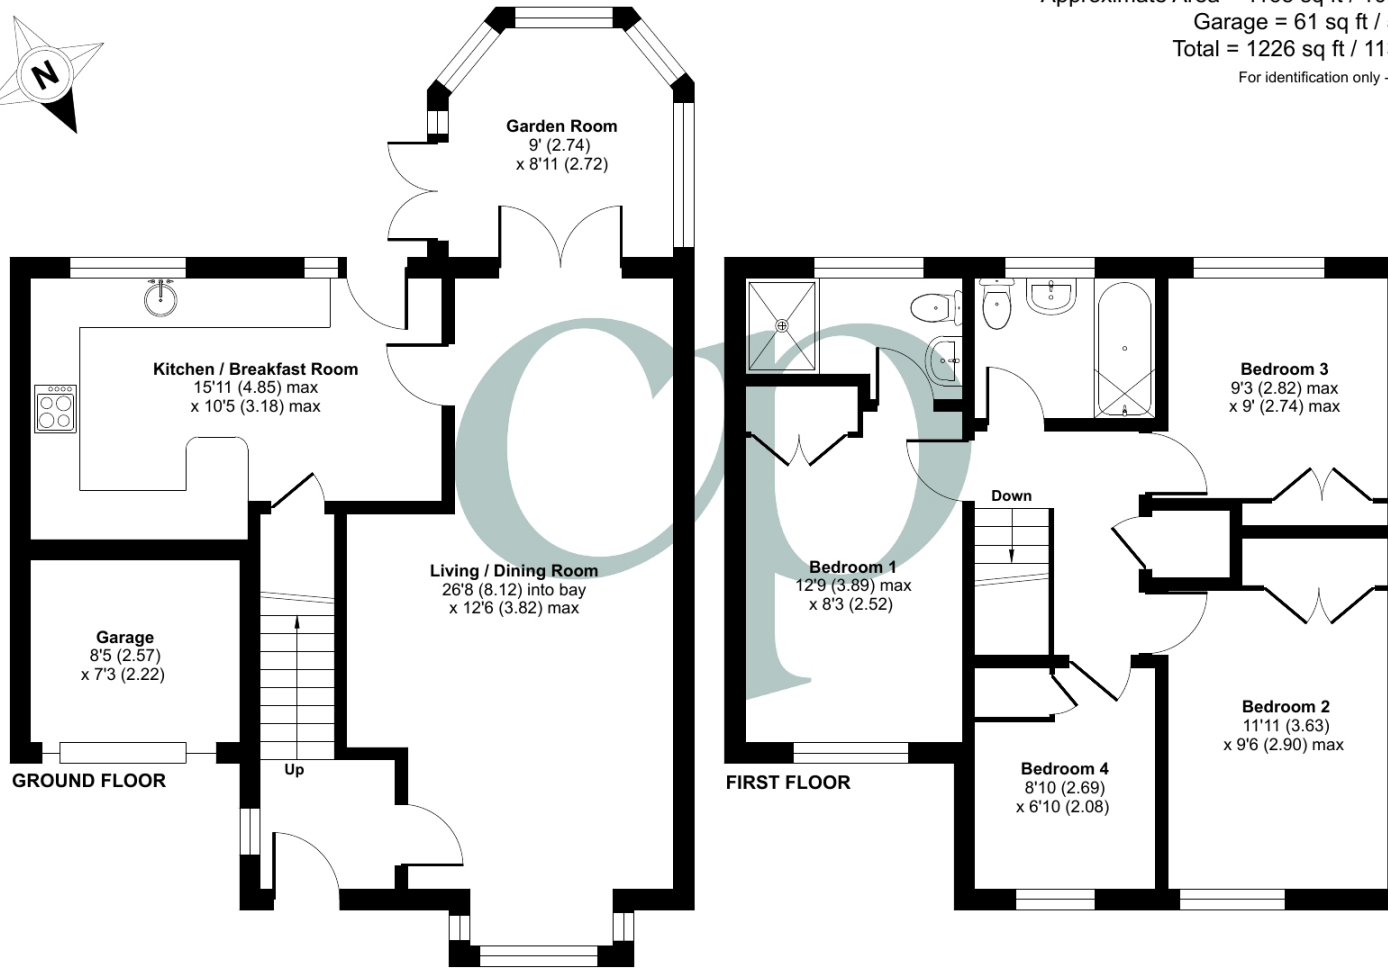 Garage = 61 sq ft /
Total = 1226 sq ft /
For identification only -
N
Garden Room
9' (2.74)
x 8'11 (2.72)
Kitchen / Breakfast Room
15'11 (4.85) max
x 10'5 (3.18) max
Living / Dining Room
26'8 (8.12) into bay
x 12'6 (3.82) max
Garage
8'5 (2.57)
x 7'3 (2.22)
Up
GROUND FLOOR
Bedroom 3
9'3 (2.82) max
x 9' (2.74) max
Down
Bedroom 1
12'9 (3.89) max
x 8'3 (2.52)
Bedroom 2
11'11 (3.63)
x 9'6 (2.90) max
Bedroom 4
8'10 (2.69)
x 6'10 (2.08)
FIRST FLOOR
cp